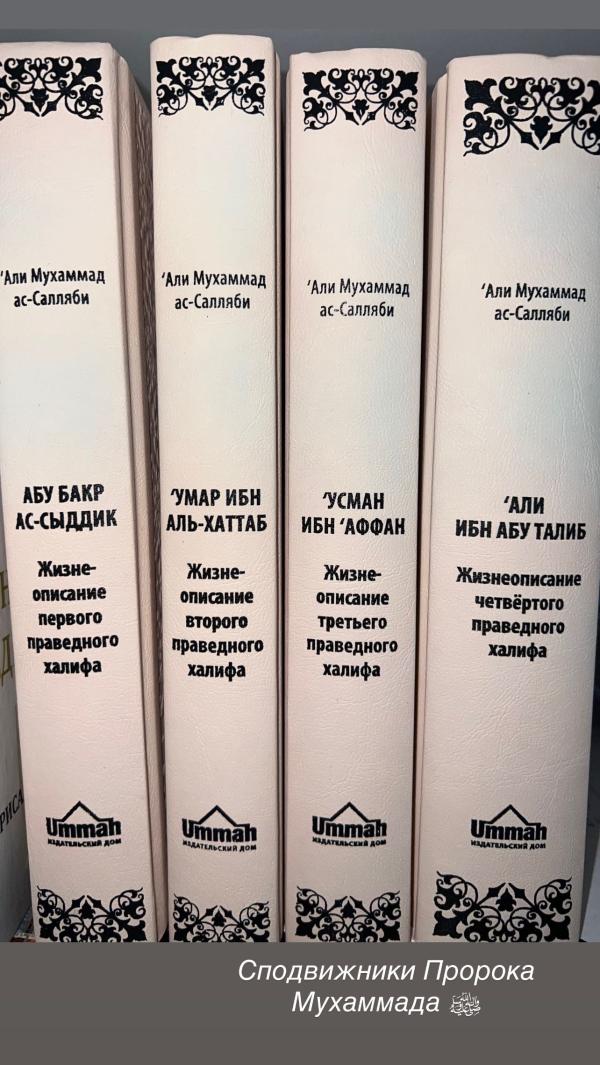 ‘Али Мухаммад
ас-Салляби
АБУ БАКР
АС-СЫДДИК
Жизне-
описание
первого
праведного
халифа
Ummah
ИЗДАТЕЛЬСКИЙ ДОМ
‘Али Мухаммад
ас-Салляби
‘УМАР ИБН
АЛЬ-ХАТТАБ
Жизне-
описание
второго
праведного
халифа
Ummah
ИЗДАТЕЛЬСКИЙ ДОМ
‘Али Мухаммад
ас-Салляби
‘УСМАН
ИБН ‘АФФАН
Жизне-
описание
третьего
праведного
халифа
Ummah
ИЗДАТЕЛЬСКИЙ ДОМ
‘Али Мухаммад
ас-Салляби
‘АЛИ
ИБН АБУ ТАЛИБ
Жизнеописание
четвёртого
праведного
халифа
Ummah
ИЗДАТЕЛЬСКИЙ ДОМ
Сподвижники Пророка
Мухаммада ﷺ